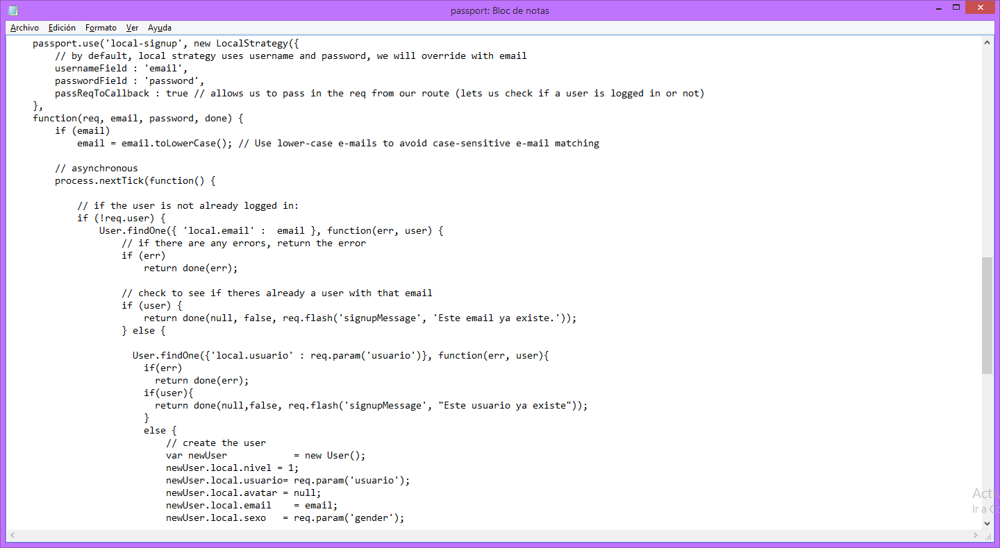 passport: Bloc de notas
Archivo Edición Formato Ver Ayuda
passport.use('local-signup', new LocalStrategy({
// by default, local strategy uses username and password, we will override with email
usernameField : 'email',
passwordField : 'password',
passReqToCallback : true // allows us to pass in the req from our route (lets us check if a user is logged in or not)
},
function(req, email, password, done) {
if (email)
email = email.toLowerCase(); // Use lower-case e-mails to avoid case-sensitive e-mail matching
// asynchronous
process.nextTick(function() {
// if the user is not already logged in:
if (!req.user) {
User.findOne({ 'local.email' :  email }, function(err, user) {
// if there are any errors, return the error
if (err)
return done(err);
// check to see if theres already a user with that email
if (user) {
return done(null, false, req.flash('signupMessage', 'Este email ya existe.'));
} else {
User.findOne({'local.usuario' : req.param('usuario')}, function(err, user){
if(err)
return done(err);
if(user){
return done(null,false, req.flash('signupMessage', "Este usuario ya existe"));
}
else {
// create the user
var newUser            = new User();
newUser.local.nivel = 1;
newUser.local.usuario= req.param('usuario');
newUser.local.avatar = null;
newUser.local.email    = email;
newUser.local.sexo   = req.param('gender');
Ir a